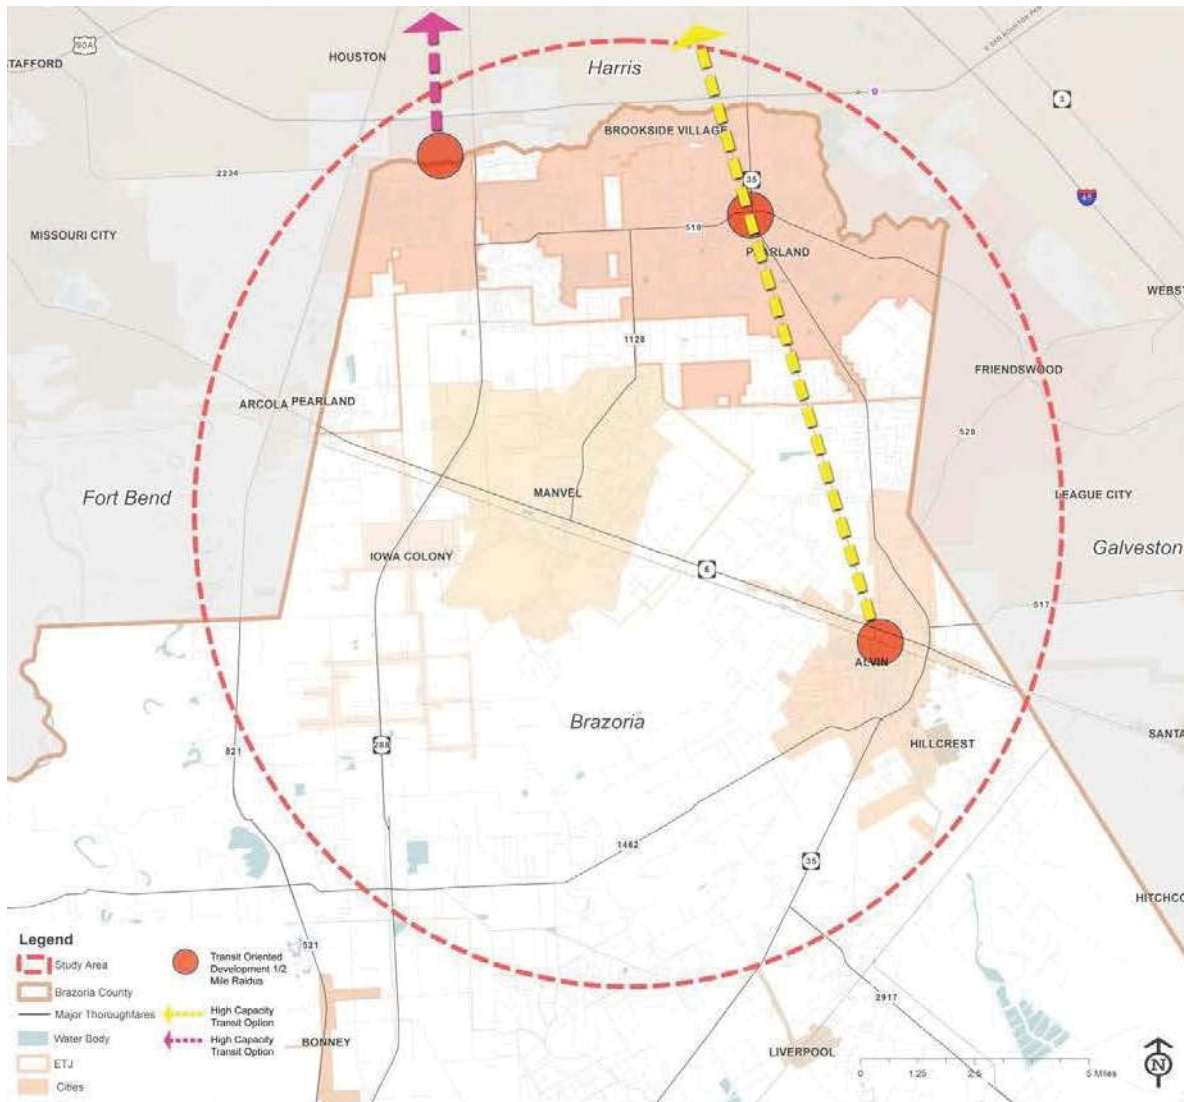 90A
STAFFORD
HOUSTON
Harris
9
3
BROOKSIDE VILLAGE
2234
35
45
MISSOURI CITY
518
PEARLAND
WEBST
1128
FRIENDSWOOD
ARCOLA
PEARLAND
528
Fort Bend
MANVEL
LEAGUE CITY
IOWA COLONY
Galveston
6
517
ALVIN
Brazoria
288
HILLCREST
SANTA
521
1462
35
HITCHCO
Legend
Study Area
Brazoria County
Major Thoroughfares
Water Body
ETJ
Cities
Transit Oriented
Development 1/2
Mile Raidus
High Capacity
Transit Option
High Capacity
Transit Option
521
BONNEY
2917
LIVERPOOL
0 1.25 2.5 5 Miles
N